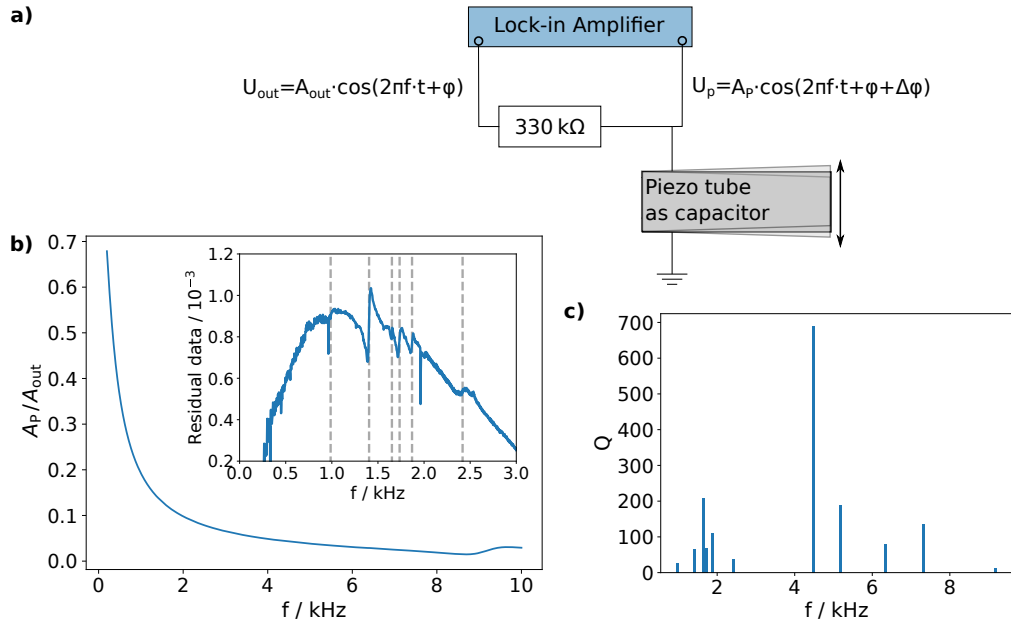 a)
Lock-in Amplifier
U_out=A_out·cos(2πf·t+φ)
U_p=A_P·cos(2πf·t+φ+Δφ)
330 kΩ
Piezo tube
as capacitor
b)
0.7
0.6
0.5
0.4
0.3
0.2
0.1
0.0
A_P/A_out
0 2 4 6 8 10
f / kHz
1.2
1.0
0.8
0.6
0.4
0.2
Residual data / 10⁻³
0.0 0.5 1.0 1.5 2.0 2.5 3.0
f / kHz
c)
700
600
500
400
300
200
100
0
Q
2 4 6 8
f / kHz